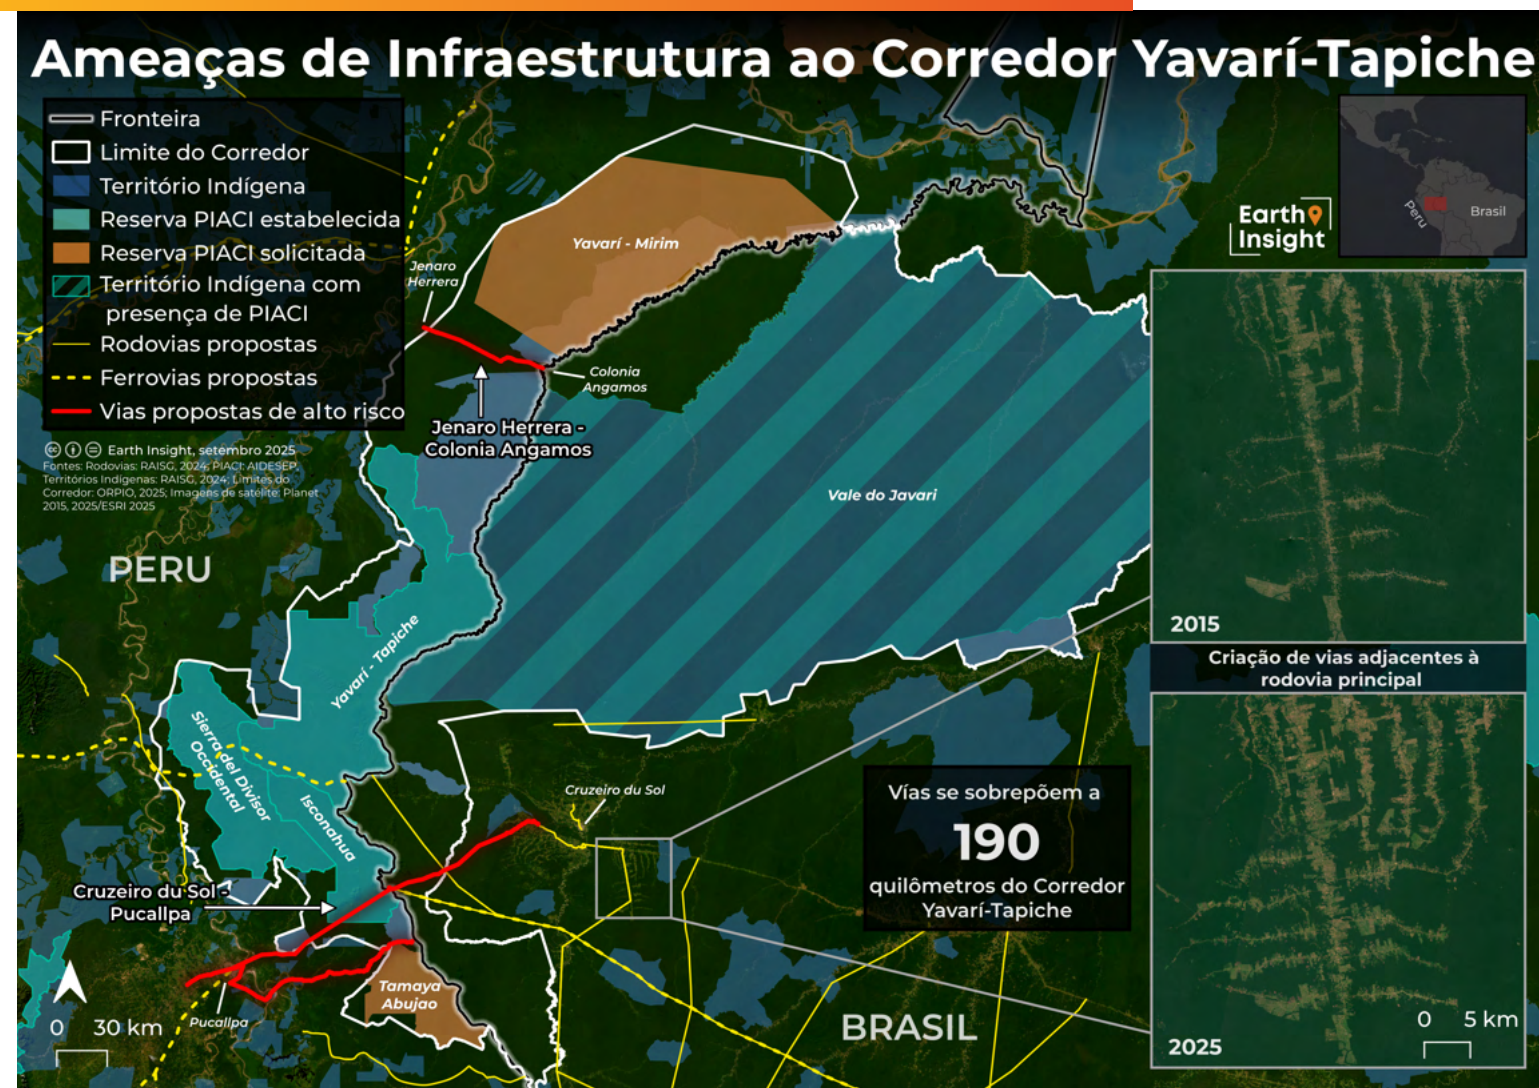 Ameaças de Infraestrutura ao Corredor Yavarí-Tapiche
Fronteira
Limite do Corredor
Território Indígena
Reserva PIACI estabelecida
Reserva PIACI solicitada
Território Indígena com
presença de PIACI
Rodovias propostas
Ferrovias propostas
Vias propostas de alto risco
Earth Insight, setembro 2025
Fontes: Rodovias: RAISG, 2024; PIACI: AIDESEP,
Territórios Indígenas: RAISG, 2024; Limites do
Corredor: ORPIO, 2025; Imagens de satélite: Planet
2015, 2025/ESRI 2025
Yavarí - Mirim
Jenaro
Herrera
Colonia
Angamos
Jenaro Herrera -
Colonia Angamos
Vale do Javari
PERU
Yavarí - Tapiche
Sierra del Divisor
Occidental
Isconahua
Cruzeiro do Sol
Cruzeiro du Sol -
Pucallpa
Tamaya
Abujao
Pucallpa
0 30 km
BRASIL
Vías se sobrepõem a
190
quilômetros do Corredor
Yavarí-Tapiche
Earth
Insight
Peru
Brasil
2015
Criação de vias adjacentes à
rodovia principal
2025
0 5 km